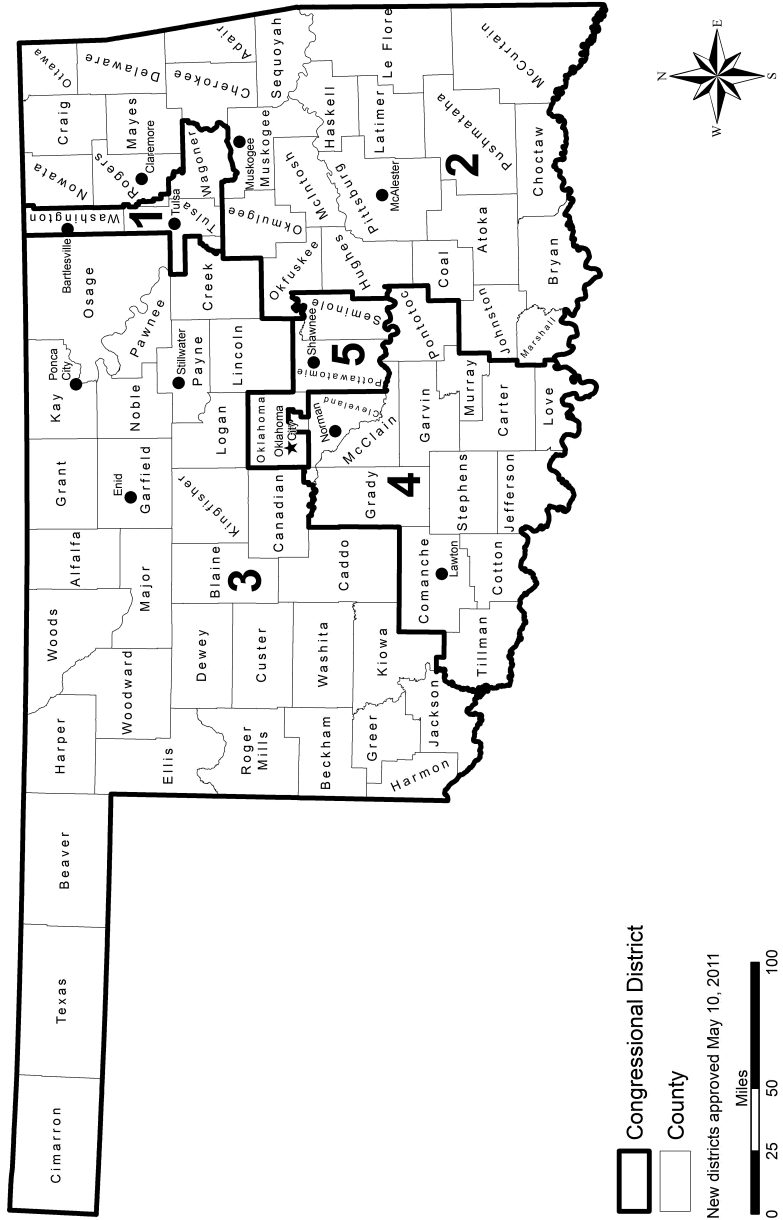 Cimarron
Texas
Beaver
Harper
Woods
Alfalfa
Grant
Kay
Ponca
City
Osage
Bartlesville
Washington
Nowata
Craig
Ottawa
Ellis
Woodward
Major
Enid
Garfield
Noble
Pawnee
1
Rogers
Claremore
Mayes
Delaware
Roger
Mills
Dewey
Blaine
3
Kingfisher
Logan
Stillwater
Payne
Creek
Tulsa
Tulsa
Wagoner
Cherokee
Adair
Custer
Canadian
Oklahoma
Oklahoma
City
Lincoln
Okmulgee
Muskogee
Muskogee
Sequoyah
Beckham
Washita
Caddo
Grady
4
McClain
Norman
Cleveland
Shawnee
5
Pottawatomie
Seminole
Okfuskee
Hughes
McIntosh
Pittsburg
McAlester
Haskell
Latimer
Le Flore
Harmon
Greer
Jackson
Kiowa
Comanche
Lawton
Tillman
Cotton
Stephens
Jefferson
Garvin
Murray
Carter
Love
Pontotoc
Johnston
Marshall
Coal
Atoka
Bryan
2
Pushmataha
Choctaw
McCurtain
Congressional District
County
New districts approved May 10, 2011
Miles
0 25 50 100
N
W E
S